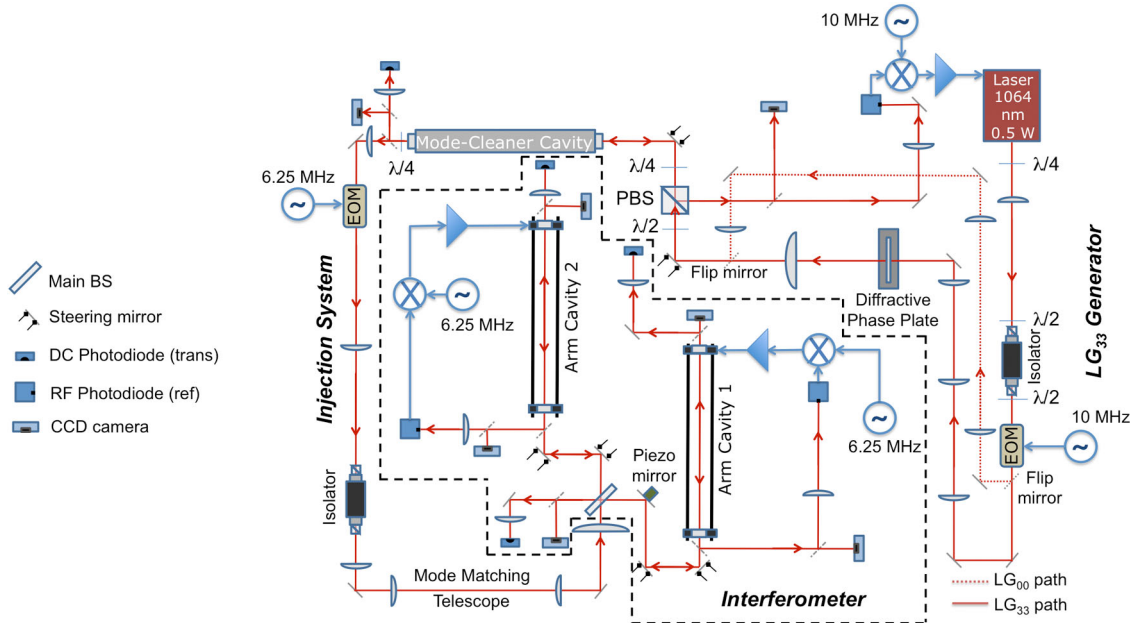 10 MHz
~
Laser
1064
nm
0.5 W
Mode-Cleaner Cavity
λ/4
λ/4
λ/4
6.25 MHz
~
EOM
PBS
λ/2
Flip mirror
Diffractive
Phase Plate
Main BS
Steering mirror
DC Photodiode (trans)
RF Photodiode (ref)
CCD camera
Injection System
~
6.25 MHz
Arm Cavity 2
Arm Cavity 1
~
6.25 MHz
LG33 Generator
λ/2
Isolator
λ/2
10 MHz
~
EOM
Flip
mirror
Isolator
Piezo
mirror
Mode Matching
Telescope
Interferometer
LG00 path
LG33 path